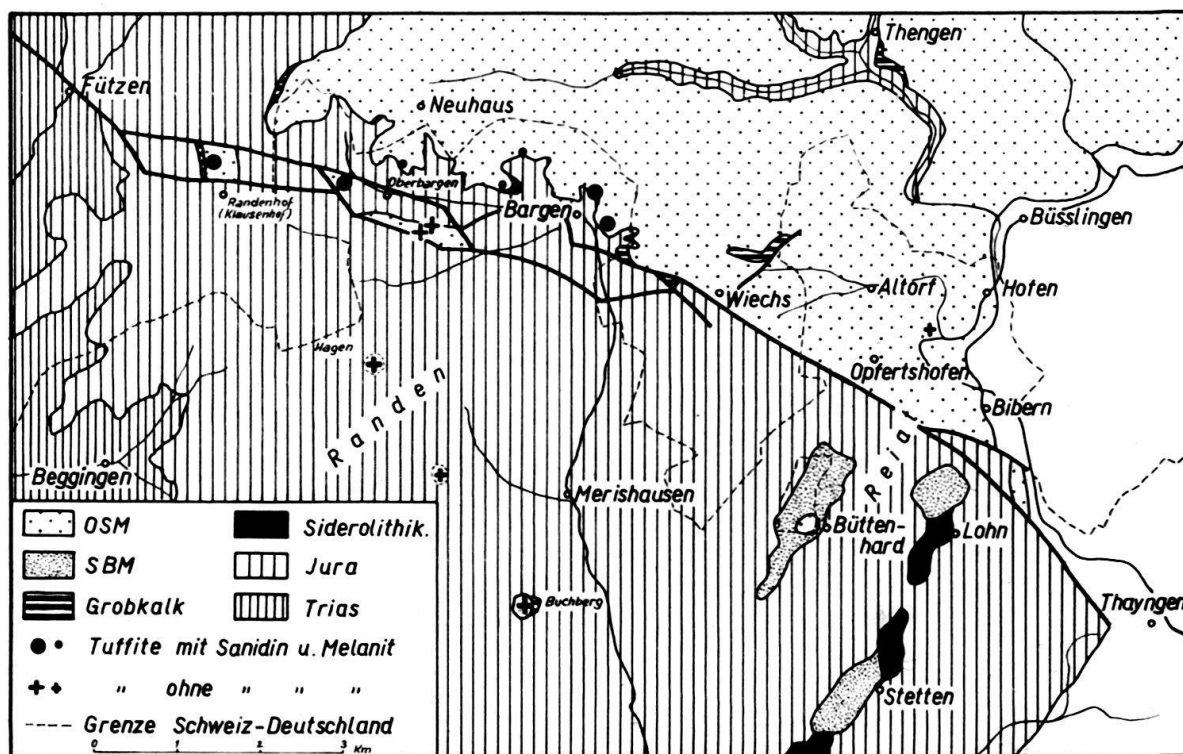 Thengen
Fützen
Neuhaus
Oberbargen
Randenhof
(Klausenhof)
Bargen
Büsslingen
Wiechs
Altorf
Hofen
Hagen
Opfertshofen
Bibern
Randen
Reiat
Beggingen
Merishausen
Bütten-
hard
Lohn
Buchberg
Thayngen
Stetten
OSM
Siderolithik.
SBM
Jura
Grobkalk
Trias
Tuffite mit Sanidin u. Melanit
" ohne " " "
Grenze Schweiz-Deutschland
0 1 2 3 Km